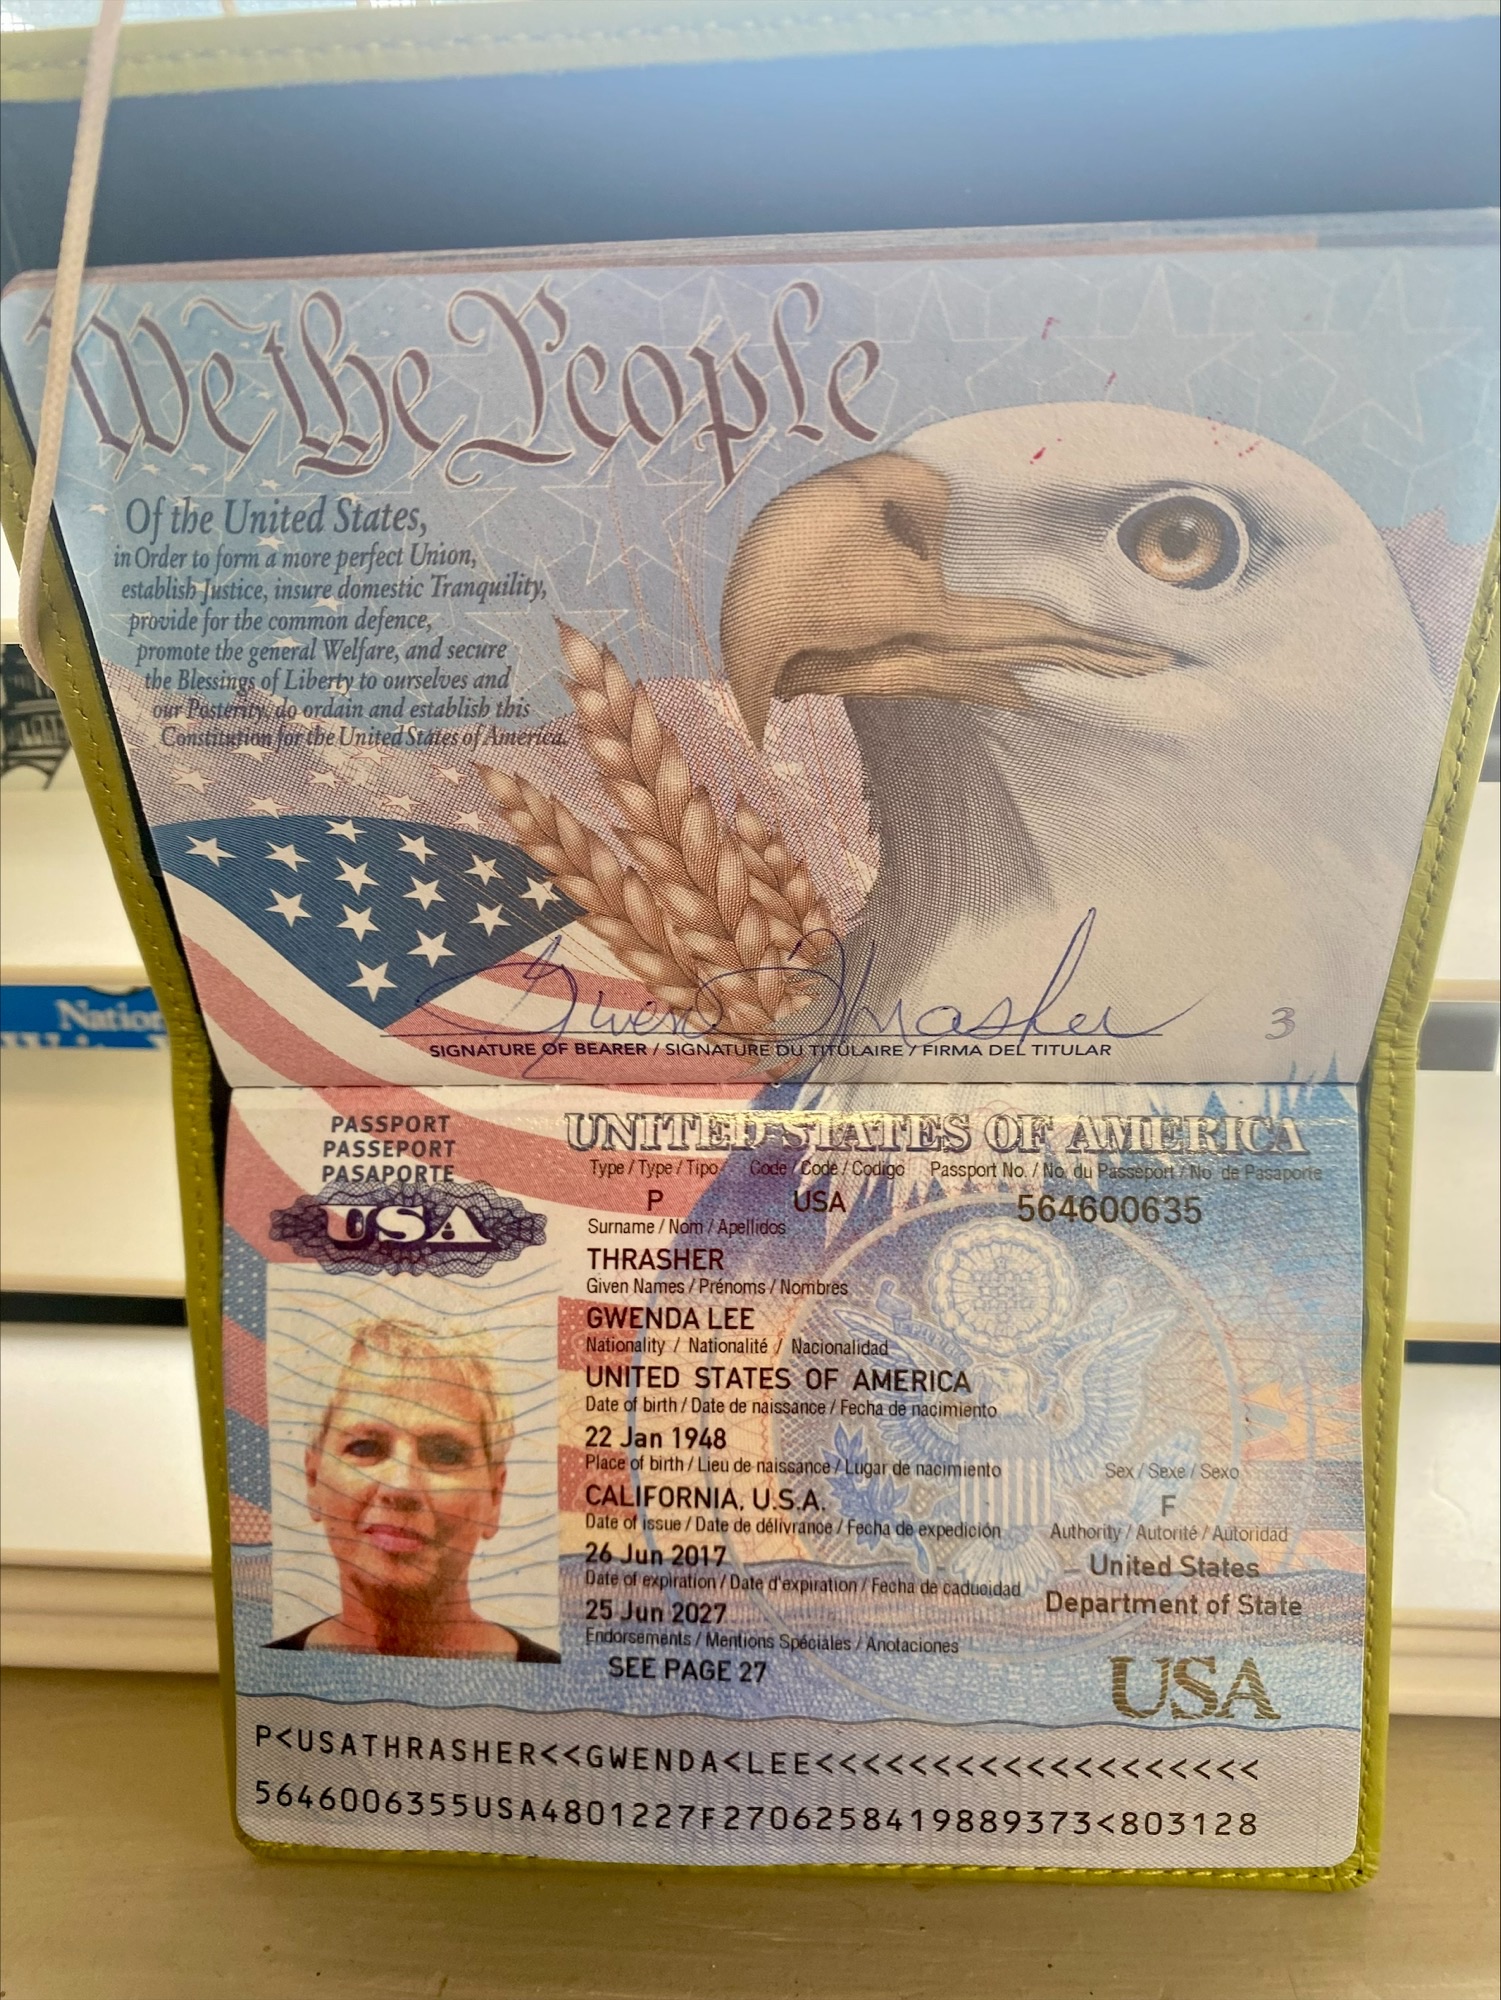 We the People
Of the United States,
in Order to form a more perfect Union,
establish Justice, insure domestic Tranquility,
provide for the common defence,
promote the general Welfare, and secure
the Blessings of Liberty to ourselves and
our Posterity, do ordain and establish this
Constitution for the United States of America.
Nation
Gwen Thrasher
SIGNATURE OF BEARER / SIGNATURE DU TITULAIRE / FIRMA DEL TITULAR
3
PASSPORT
PASSEPORT
PASAPORTE
USA
UNITED STATES OF AMERICA
Type / Type / Tipo Code / Code / Codigo Passport No. / No. du Passeport / No. de Pasaporte
P USA 564600635
Surname / Nom / Apellidos
THRASHER
Given Names / Prénoms / Nombres
GWENDA LEE
Nationality / Nationalité / Nacionalidad
UNITED STATES OF AMERICA
Date of birth / Date de naissance / Fecha de nacimiento
22 Jan 1948
Place of birth / Lieu de naissance / Lugar de nacimiento Sex / Sexe / Sexo
CALIFORNIA, U.S.A. F
Date of issue / Date de délivrance / Fecha de expedición Authority / Autorité / Autoridad
26 Jun 2017 United States
Date of expiration / Date d'expiration / Fecha de caducidad Department of State
25 Jun 2027
Endorsements / Mentions Spéciales / Anotaciones
SEE PAGE 27
USA
P<USATHRASHER<<GWENDA<LEE<<<<<<<<<<<<<<<<<<<
5646006355USA4801227F2706258419889373<803128